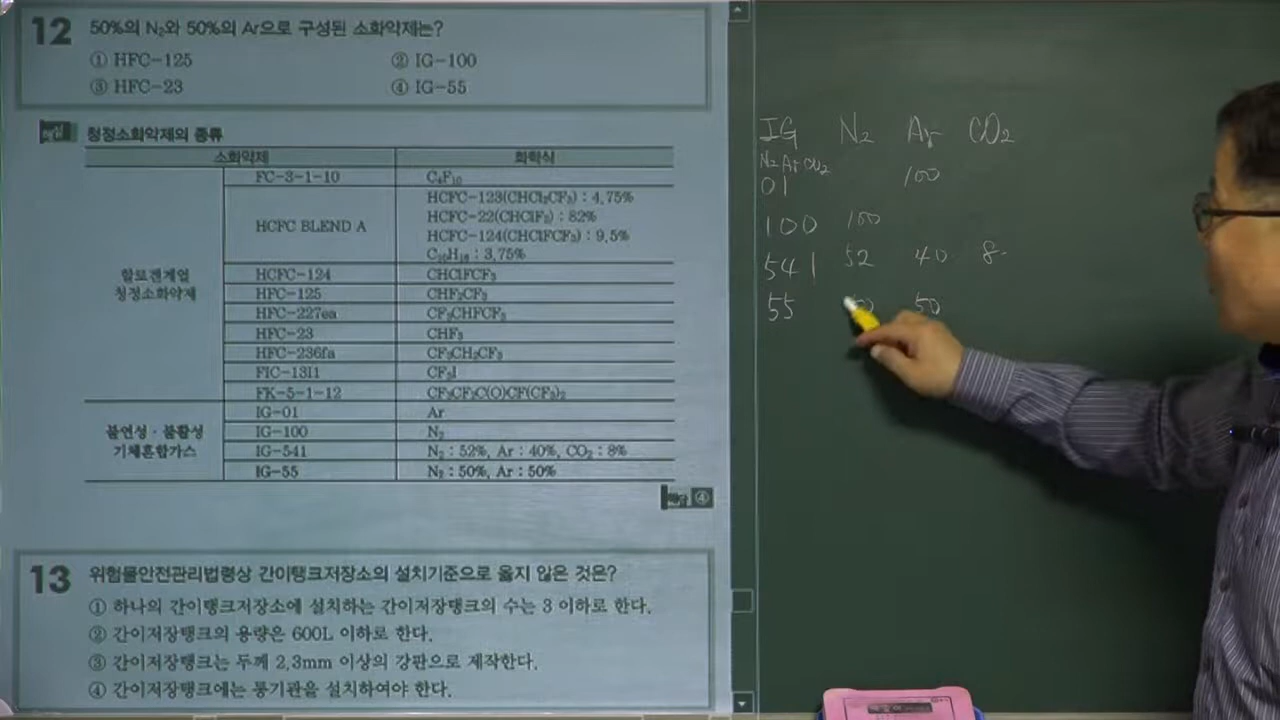 12 50%의 N₂와 50%의 Ar으로 구성된 소화약제는?
① HFC-125 ② IG-100
③ HFC-23 ④ IG-55
해설 청정소화약제의 종류
소화약제 화학식
할로겐계열 청정소화약제
FC-3-1-10 C₄F₁₀
HCFC BLEND A
HCFC-123(CHCl₂CF₃) : 4.75%
HCFC-22(CHClF₂) : 82%
HCFC-124(CHClFCF₃) : 9.5%
C₁₀H₁₆ : 3.75%
HCFC-124 CHClFCF₃
HFC-125 CHF₂CF₃
HFC-227ea CF₃CHFCF₃
HFC-23 CHF₃
HFC-236fa CF₃CH₂CF₃
FIC-13I1 CF₃I
FK-5-1-12 CF₃CF₂C(O)CF(CF₃)₂
불연성·불활성 기체혼합가스
IG-01 Ar
IG-100 N₂
IG-541 N₂ : 52%, Ar : 40%, CO₂ : 8%
IG-55 N₂ : 50%, Ar : 50%
④
13 위험물안전관리법령상 간이탱크저장소의 설치기준으로 옳지 않은 것은?
① 하나의 간이탱크저장소에 설치하는 간이저장탱크의 수는 3 이하로 한다.
② 간이저장탱크의 용량은 600L 이하로 한다.
③ 간이저장탱크는 두께 2.3mm 이상의 강판으로 제작한다.
④ 간이저장탱크에는 통기관을 설치하여야 한다.
IG N₂ Ar CO₂
N₂ Ar CO₂
01 100
100 100
541 52 40 8
55 50